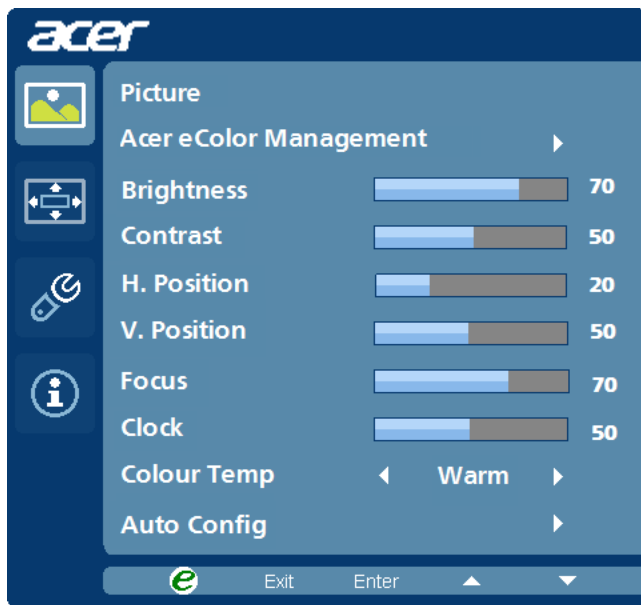 acer
Picture
Acer eColor Management
Brightness 70
Contrast 50
H. Position 20
V. Position 50
Focus 70
Clock 50
Colour Temp Warm
Auto Config
e Exit Enter